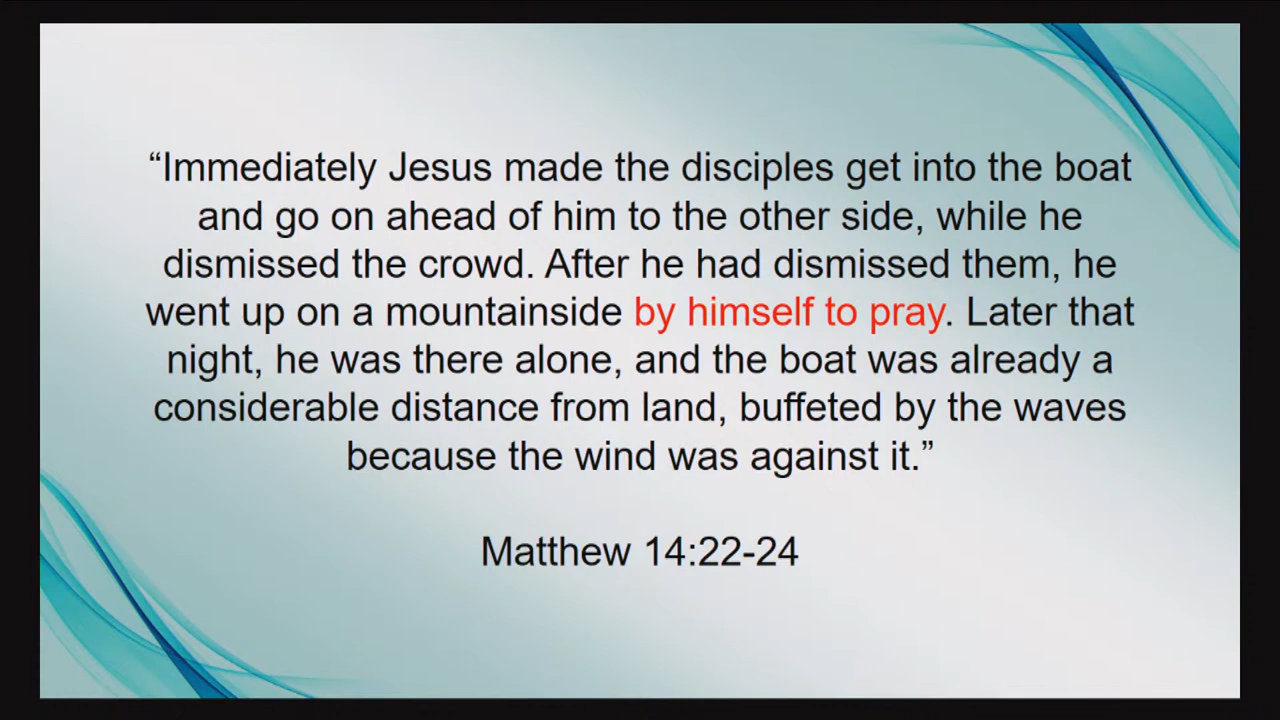 “Immediately Jesus made the disciples get into the boat
and go on ahead of him to the other side, while he
dismissed the crowd. After he had dismissed them, he
went up on a mountainside by himself to pray. Later that
night, he was there alone, and the boat was already a
considerable distance from land, buffeted by the waves
because the wind was against it.”
Matthew 14:22-24